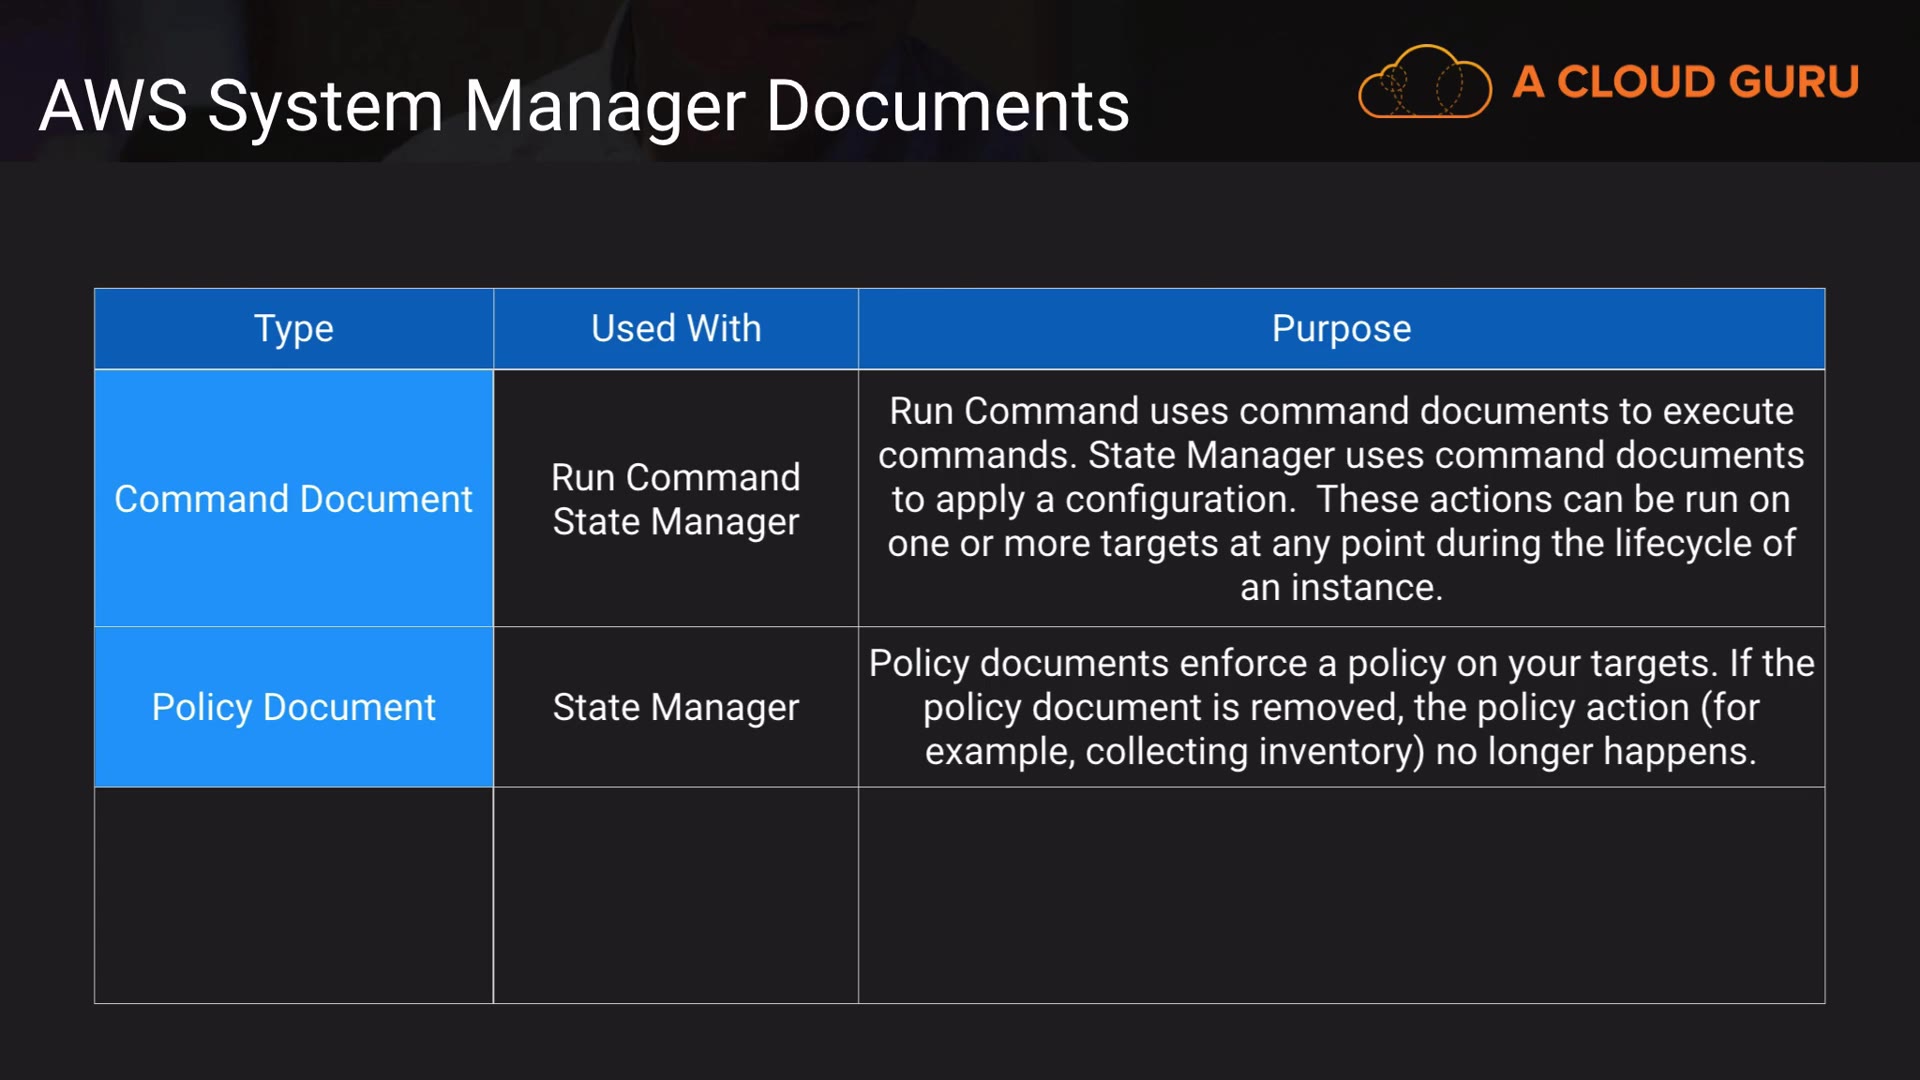 AWS System Manager Documents
A CLOUD GURU
Type
Used With
Purpose
Command Document
Run Command
State Manager
Run Command uses command documents to execute
commands. State Manager uses command documents
to apply a configuration.  These actions can be run on
one or more targets at any point during the lifecycle of
an instance.
Policy Document
State Manager
Policy documents enforce a policy on your targets. If the
policy document is removed, the policy action (for
example, collecting inventory) no longer happens.